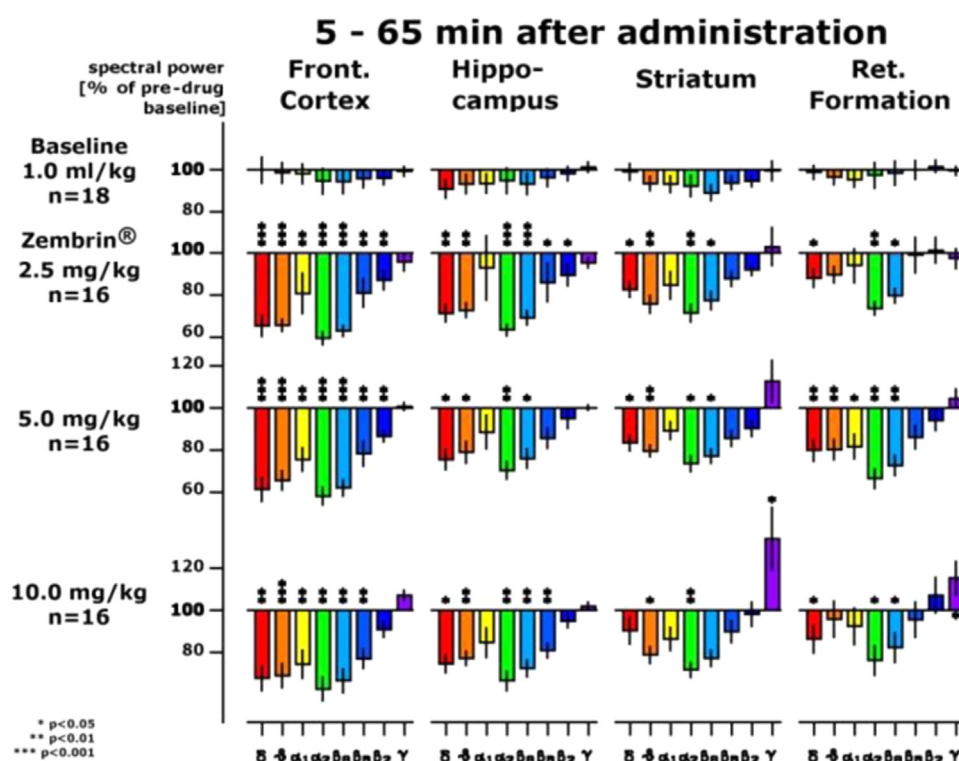 5 - 65 min after administration
spectral power
[% of pre-drug
baseline]
Front.
Cortex
Hippo-
campus
Striatum
Ret.
Formation
Baseline
1.0 ml/kg
n=18
100
80
Zembrin®
2.5 mg/kg
n=16
100
80
60
5.0 mg/kg
n=16
120
100
80
60
10.0 mg/kg
n=16
120
100
80
* p<0.05
** p<0.01
*** p<0.001